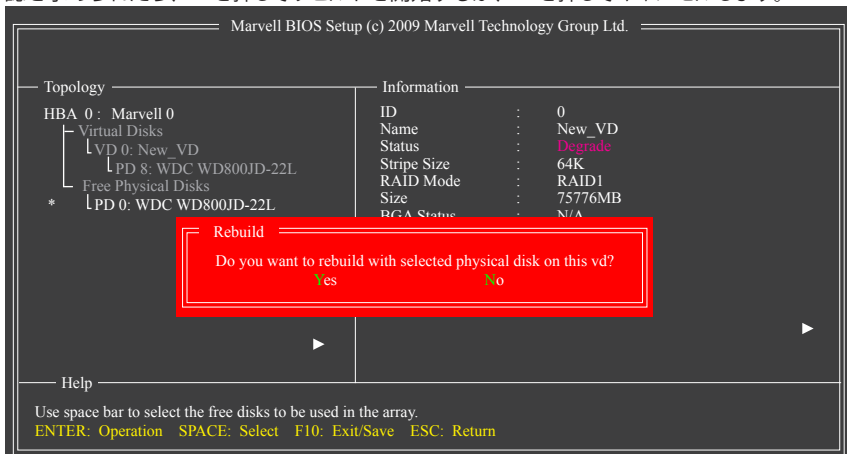 Marvell BIOS Setup (c) 2009 Marvell Technology Group Ltd.
Topology
HBA 0 : Marvell 0
Virtual Disks
VD 0: New_VD
PD 8: WDC WD800JD-22L
Free Physical Disks
* PD 0: WDC WD800JD-22L
Information
ID : 0
Name : New_VD
Status : Degrade
Stripe Size : 64K
RAID Mode : RAID1
Size : 75776MB
BGA Status : N/A
Rebuild
Do you want to rebuild with selected physical disk on this vd?
Yes No
Help
Use space bar to select the free disks to be used in the array.
ENTER: Operation SPACE: Select F10: Exit/Save ESC: Return